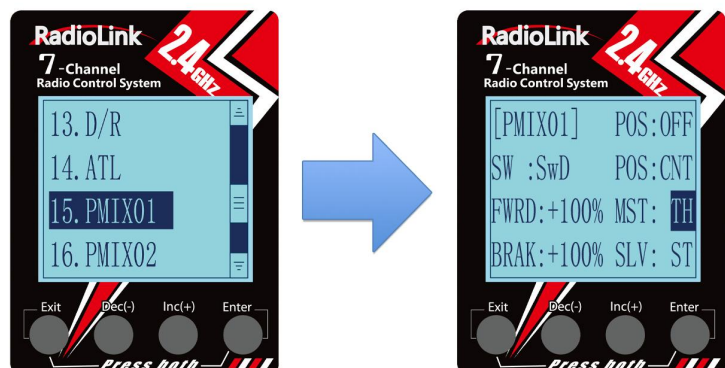 RadioLink
2.4GHz
7-Channel
Radio Control System
13. D/R
14. ATL
15. PMIX01
16. PMIX02
Exit Dec(-) Inc(+) Enter
Press both
RadioLink
2.4GHz
7-Channel
Radio Control System
[PMIX01] POS:OFF
SW :SwD POS:CNT
FWRD:+100% MST: TH
BRAK:+100% SLV: ST
Exit Dec(-) Inc(+) Enter
Press both